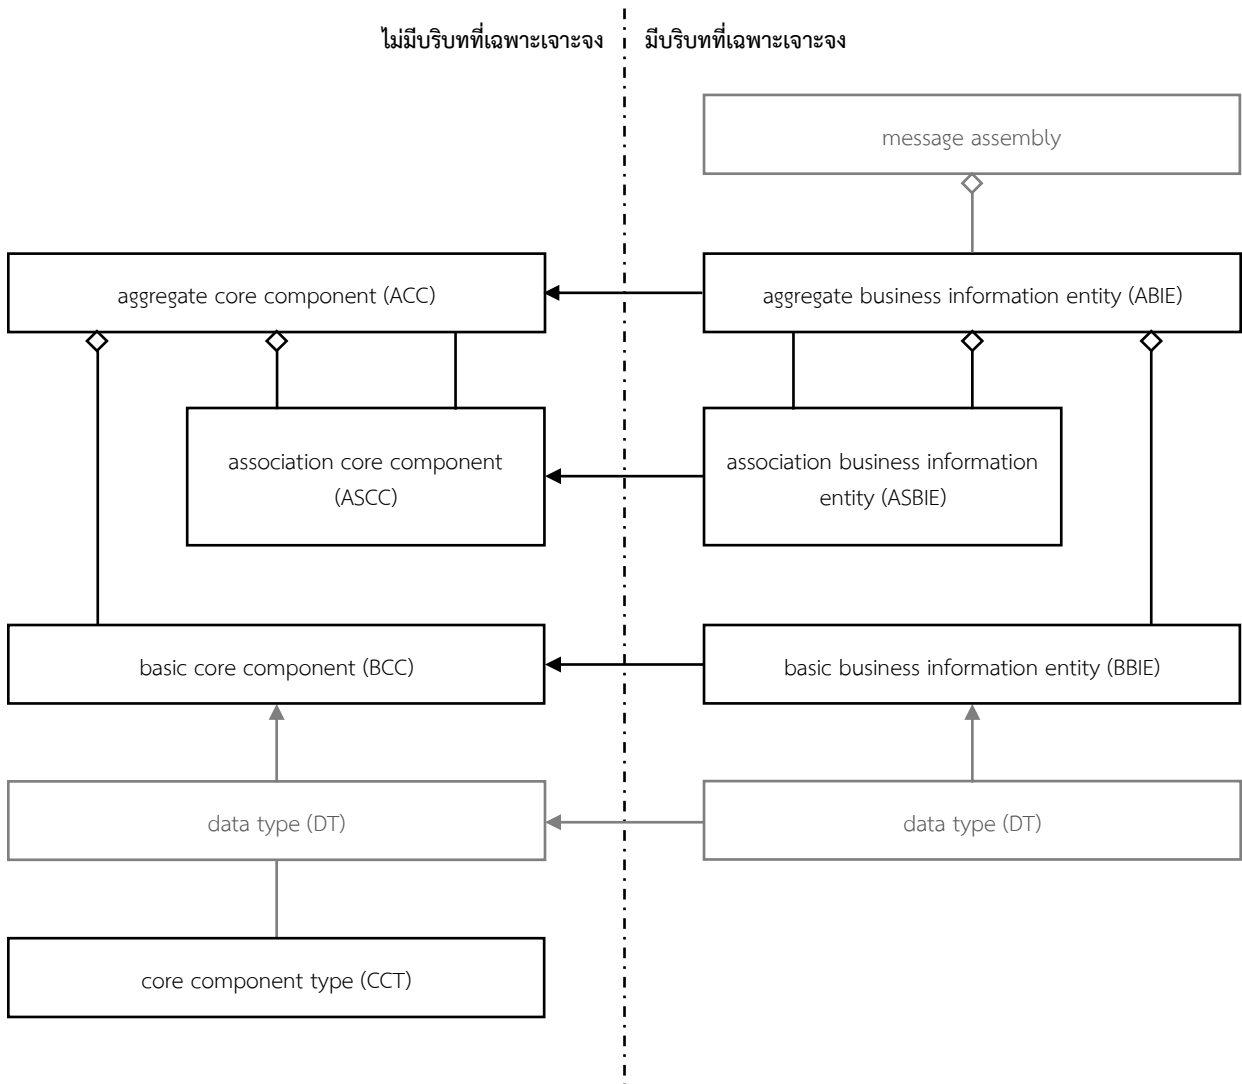 ไม่มีบริบทที่เฉพาะเจาะจง
มีบริบทที่เฉพาะเจาะจง
message assembly
aggregate core component (ACC)
aggregate business information entity (ABIE)
association core component
(ASCC)
association business information
entity (ASBIE)
basic core component (BCC)
basic business information entity (BBIE)
data type (DT)
data type (DT)
core component type (CCT)